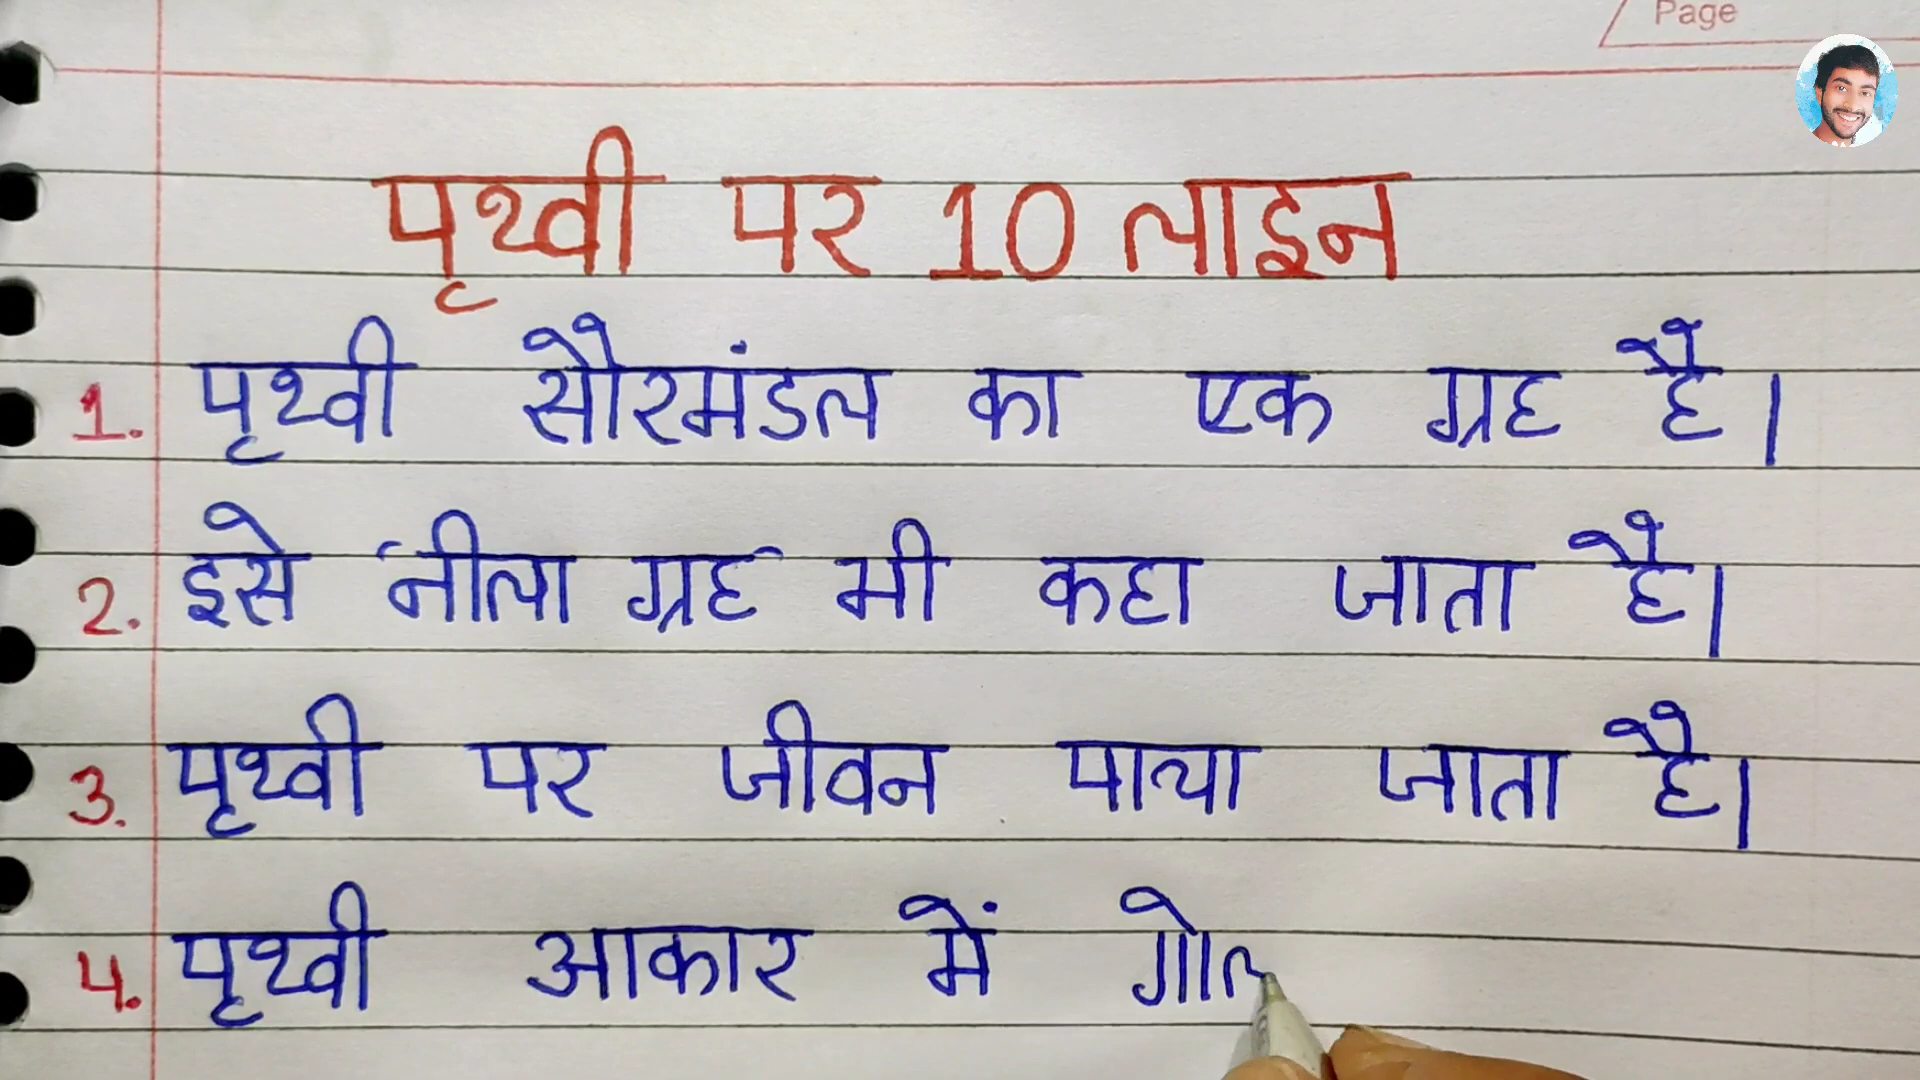 Page
पृथ्वी पर 10 लाइन
1. पृथ्वी सौरमंडल का एक ग्रह है।
2. इसे नीला ग्रह भी कहा जाता है।
3. पृथ्वी पर जीवन पाया जाता है।
4. पृथ्वी आकार में गोल